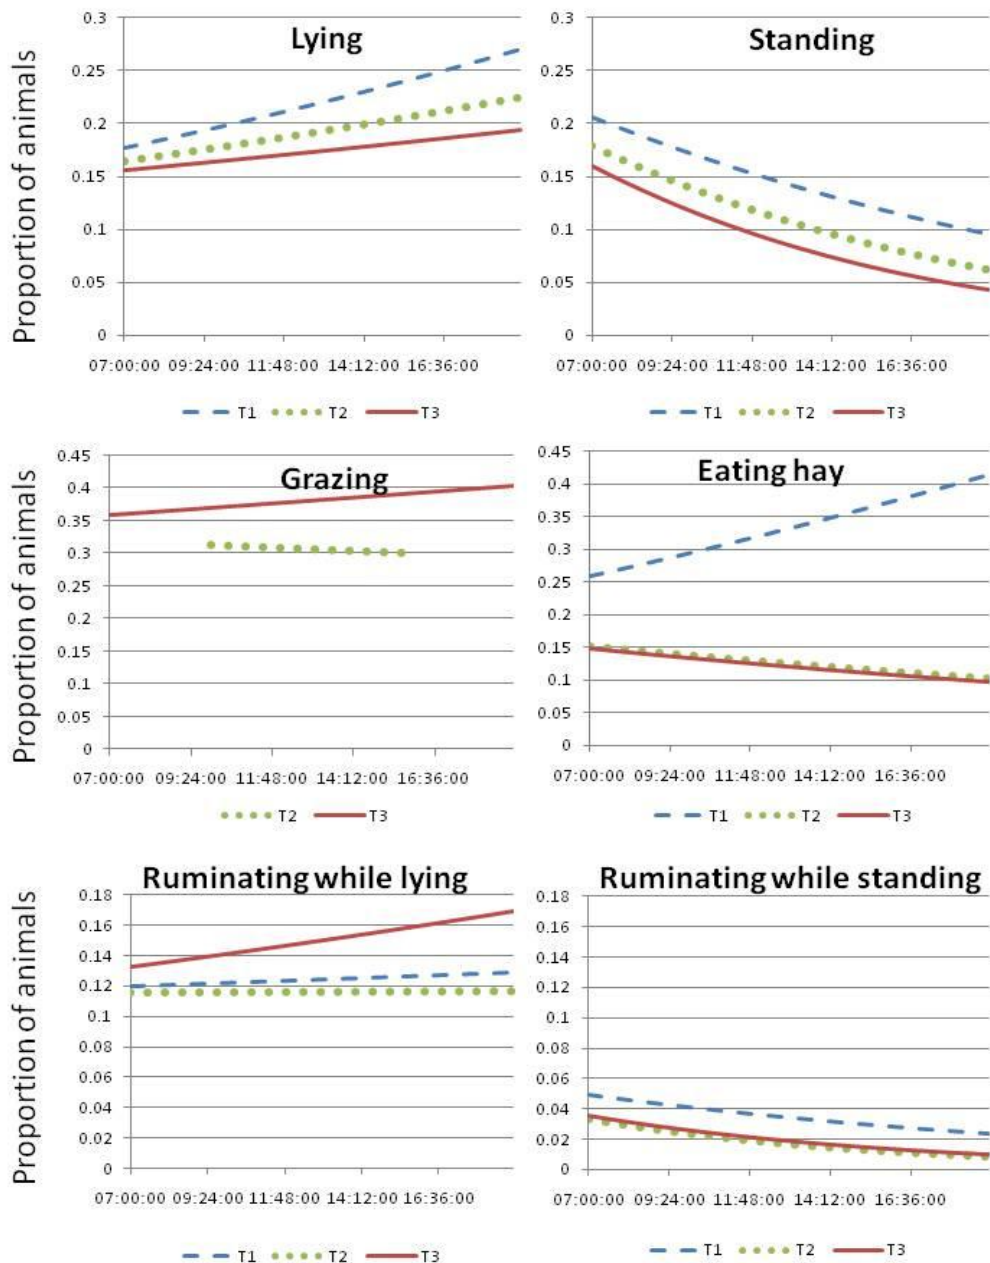 Lying
Standing
Proportion of animals
0.3
0.25
0.2
0.15
0.1
0.05
0
07:00:00 09:24:00 11:48:00 14:12:00 16:36:00
T1 T2 T3
0.3
0.25
0.2
0.15
0.1
0.05
0
07:00:00 09:24:00 11:48:00 14:12:00 16:36:00
T1 T2 T3
Grazing
Eating hay
Proportion of animals
0.45
0.4
0.35
0.3
0.25
0.2
0.15
0.1
0.05
0
07:00:00 09:24:00 11:48:00 14:12:00 16:36:00
T2 T3
0.45
0.4
0.35
0.3
0.25
0.2
0.15
0.1
0.05
0
07:00:00 09:24:00 11:48:00 14:12:00 16:36:00
T1 T2 T3
Ruminating while lying
Ruminating while standing
Proportion of animals
0.18
0.16
0.14
0.12
0.1
0.08
0.06
0.04
0.02
0
07:00:00 09:24:00 11:48:00 14:12:00 16:36:00
T1 T2 T3
0.18
0.16
0.14
0.12
0.1
0.08
0.06
0.04
0.02
0
07:00:00 09:24:00 11:48:00 14:12:00 16:36:00
T1 T2 T3